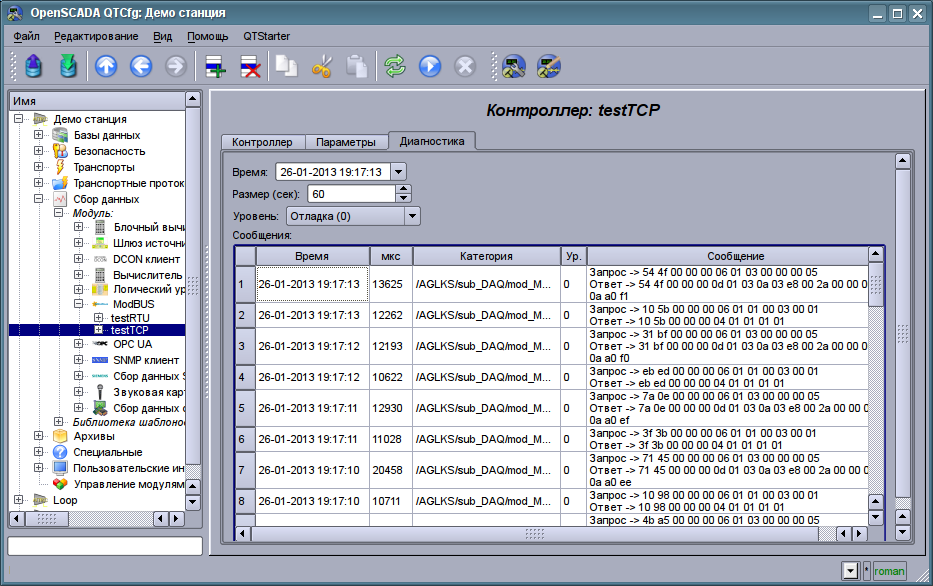 OpenSCADA QTCfg: Демо станция
Файл Редактирование Вид Помощь QTStarter
Имя
Демо станция
Базы данных
Безопасность
Транспорты
Транспортные проток
Сбор данных
Модуль:
Блочный вычи
Шлюз источни
DCON клиент
Вычислитель
Логический ур
ModBUS
testRTU
testTCP
OPC UA
SNMP клиент
Сбор данных S
Звуковая кар
Сбор данных о
Библиотека шаблоно
Архивы
Специальные
Пользовательские ин
Управление модулям
Loop
Контроллер: testTCP
Контроллер Параметры Диагностика
Время: 26-01-2013 19:17:13
Размер (сек): 60
Уровень: Отладка (0)
Сообщения:
Время мкс Категория Ур. Сообщение
1 26-01-2013 19:17:13 13625 /AGLKS/sub_DAQ/mod_M... 0 Запрос -> 54 4f 00 00 00 06 01 03 00 00 00 05
Ответ -> 54 4f 00 00 00 0d 01 03 0a 03 e8 00 2a 00 00 0
0a a0 f1
2 26-01-2013 19:17:13 12262 /AGLKS/sub_DAQ/mod_M... 0 Запрос -> 10 5b 00 00 00 06 01 01 00 03 00 01
Ответ -> 10 5b 00 00 00 04 01 01 01 01
3 26-01-2013 19:17:12 12193 /AGLKS/sub_DAQ/mod_M... 0 Запрос -> 31 bf 00 00 00 06 01 03 00 00 00 05
Ответ -> 31 bf 00 00 00 0d 01 03 0a 03 e8 00 2a 00 00 0
0a a0 f0
4 26-01-2013 19:17:12 10622 /AGLKS/sub_DAQ/mod_M... 0 Запрос -> eb ed 00 00 00 06 01 01 00 03 00 01
Ответ -> eb ed 00 00 00 04 01 01 01 01
5 26-01-2013 19:17:11 12930 /AGLKS/sub_DAQ/mod_M... 0 Запрос -> 7a 0e 00 00 00 06 01 03 00 00 00 05
Ответ -> 7a 0e 00 00 00 0d 01 03 0a 03 e8 00 2a 00 00 0
0a a0 ef
6 26-01-2013 19:17:11 11028 /AGLKS/sub_DAQ/mod_M... 0 Запрос -> 3f 3b 00 00 00 06 01 01 00 03 00 01
Ответ -> 3f 3b 00 00 00 04 01 01 01 01
7 26-01-2013 19:17:10 20458 /AGLKS/sub_DAQ/mod_M... 0 Запрос -> 71 45 00 00 00 06 01 03 00 00 00 05
Ответ -> 71 45 00 00 00 0d 01 03 0a 03 e8 00 2a 00 00 0
0a a0 ee
8 26-01-2013 19:17:10 10711 /AGLKS/sub_DAQ/mod_M... 0 Запрос -> 10 98 00 00 00 06 01 01 00 03 00 01
Ответ -> 10 98 00 00 00 04 01 01 01 01
Запрос -> 4b a5 00 00 00 06 01 03 00 00 00 05
* roman